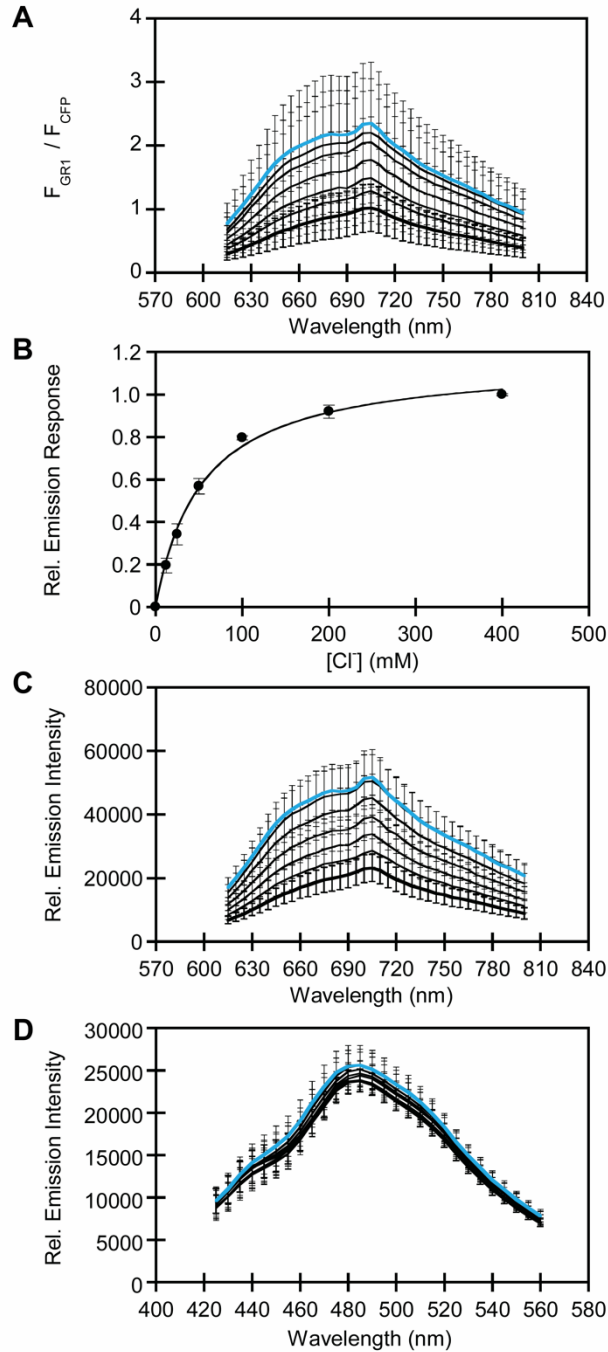 A
F_GR1 / F_CFP
4
3
2
1
0
570 600 630 660 690 720 750 780 810 840
Wavelength (nm)
B
Rel. Emission Response
1.2
1.0
0.8
0.6
0.4
0.2
0
0 100 200 300 400 500
[Cl⁻] (mM)
C
Rel. Emission Intensity
80000
60000
40000
20000
0
570 600 630 660 690 720 750 780 810 840
Wavelength (nm)
D
Rel. Emission Intensity
30000
25000
20000
15000
10000
5000
0
400 420 440 460 480 500 520 540 560 580
Wavelength (nm)